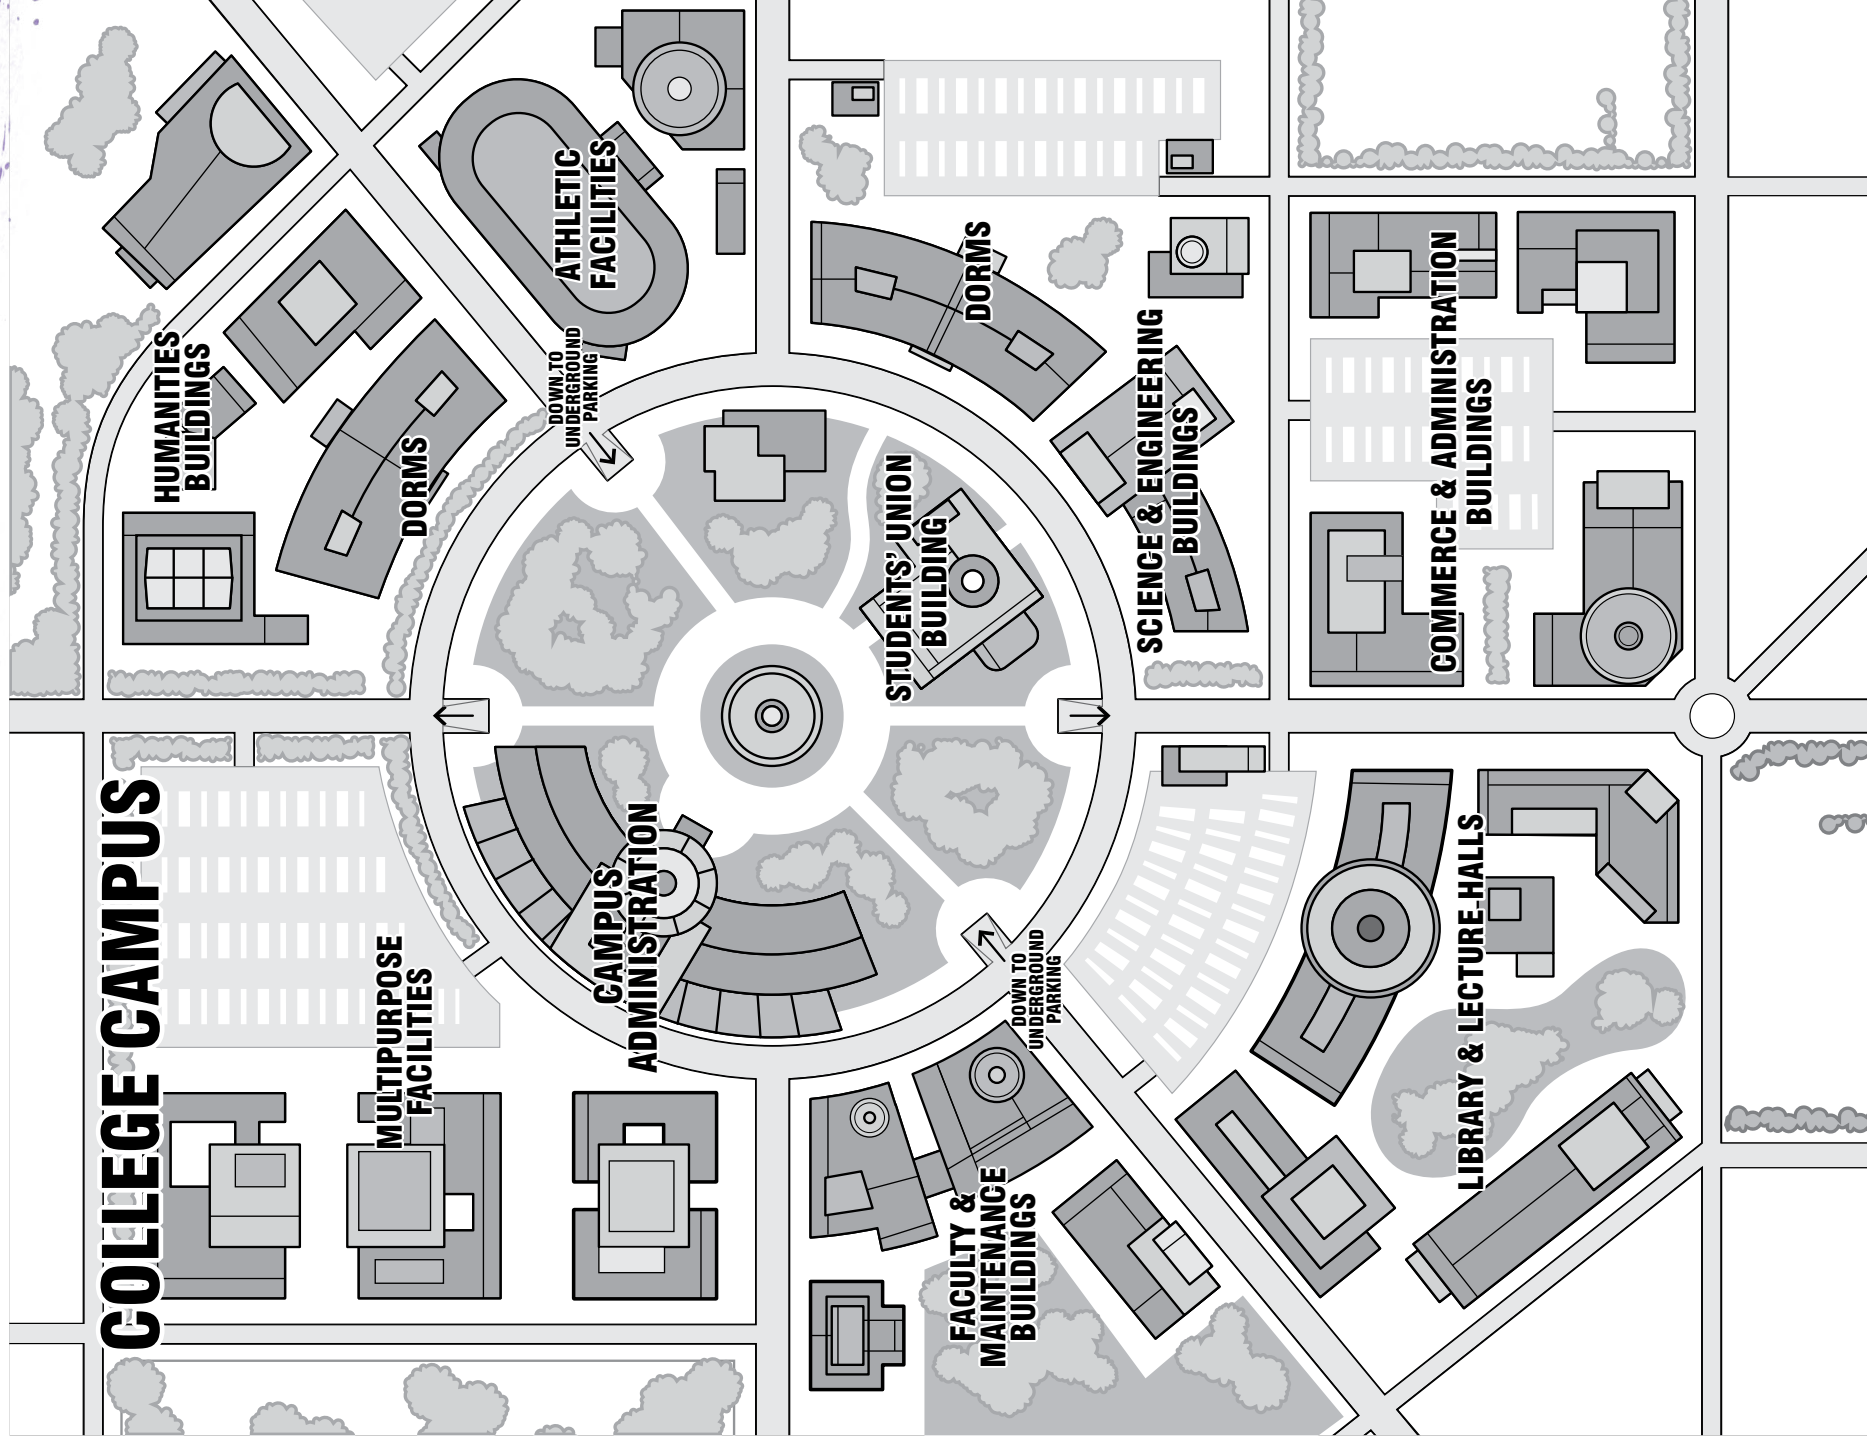 COLLEGE CAMPUS
HUMANITIES
BUILDINGS
MULTIPURPOSE
FACILITIES
DORMS
DOWN TO
UNDERGROUND
PARKING
ATHLETIC
FACILITIES
CAMPUS
ADMINISTRATION
STUDENTS' UNION
BUILDING
FACULTY &
MAINTENANCE
BUILDINGS
DORMS
DOWN TO
UNDERGROUND
PARKING
SCIENCE & ENGINEERING
BUILDINGS
COMMERCE & ADMINISTRATION
BUILDINGS
LIBRARY & LECTURE HALLS